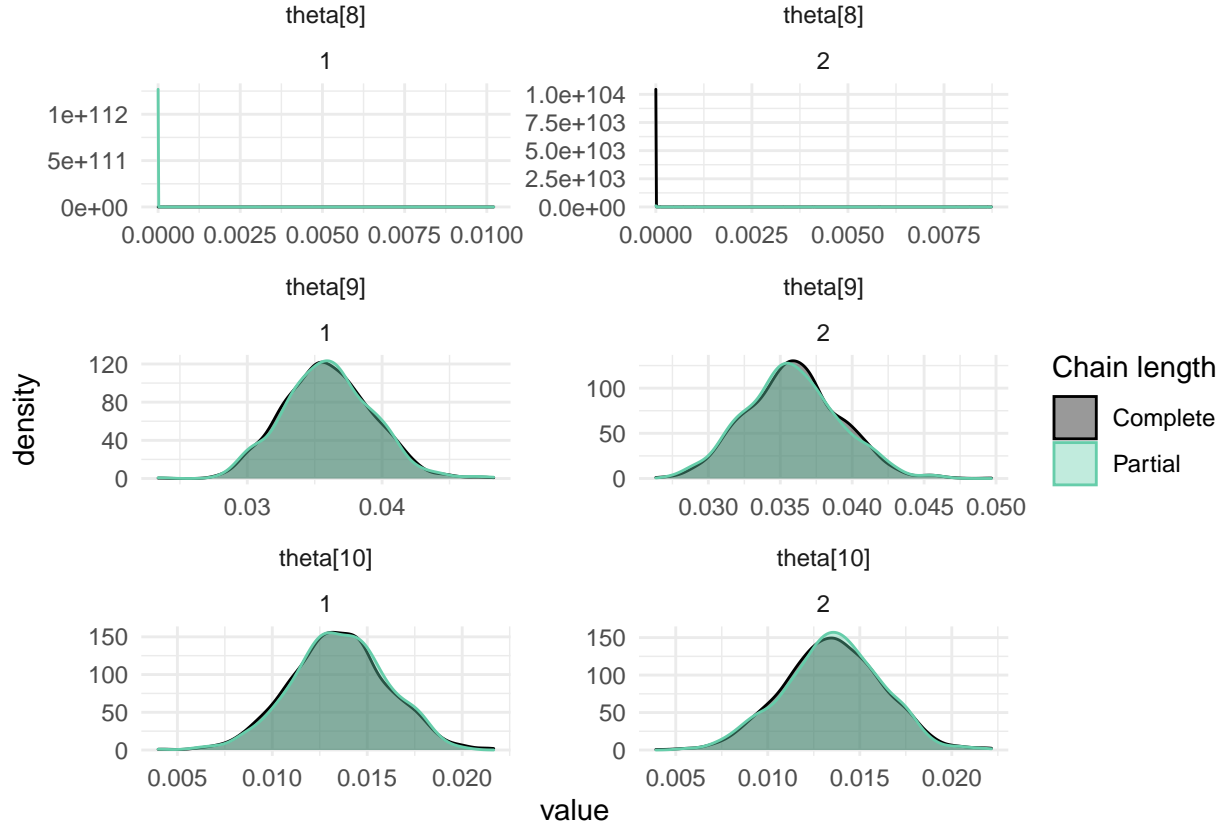 theta[8] theta[8]
1 2
1e+112
5e+111
0e+00
1.0e+104
7.5e+103
5.0e+103
2.5e+103
0.0e+00
0.0000 0.0025 0.0050 0.0075 0.0100
0.0000 0.0025 0.0050 0.0075
theta[9] theta[9]
1 2
120
80
40
0
100
50
0
0.03 0.04
0.030 0.035 0.040 0.045 0.050
theta[10] theta[10]
1 2
150
100
50
0
150
100
50
0
0.005 0.010 0.015 0.020
0.005 0.010 0.015 0.020
density
value
Chain length
Complete
Partial